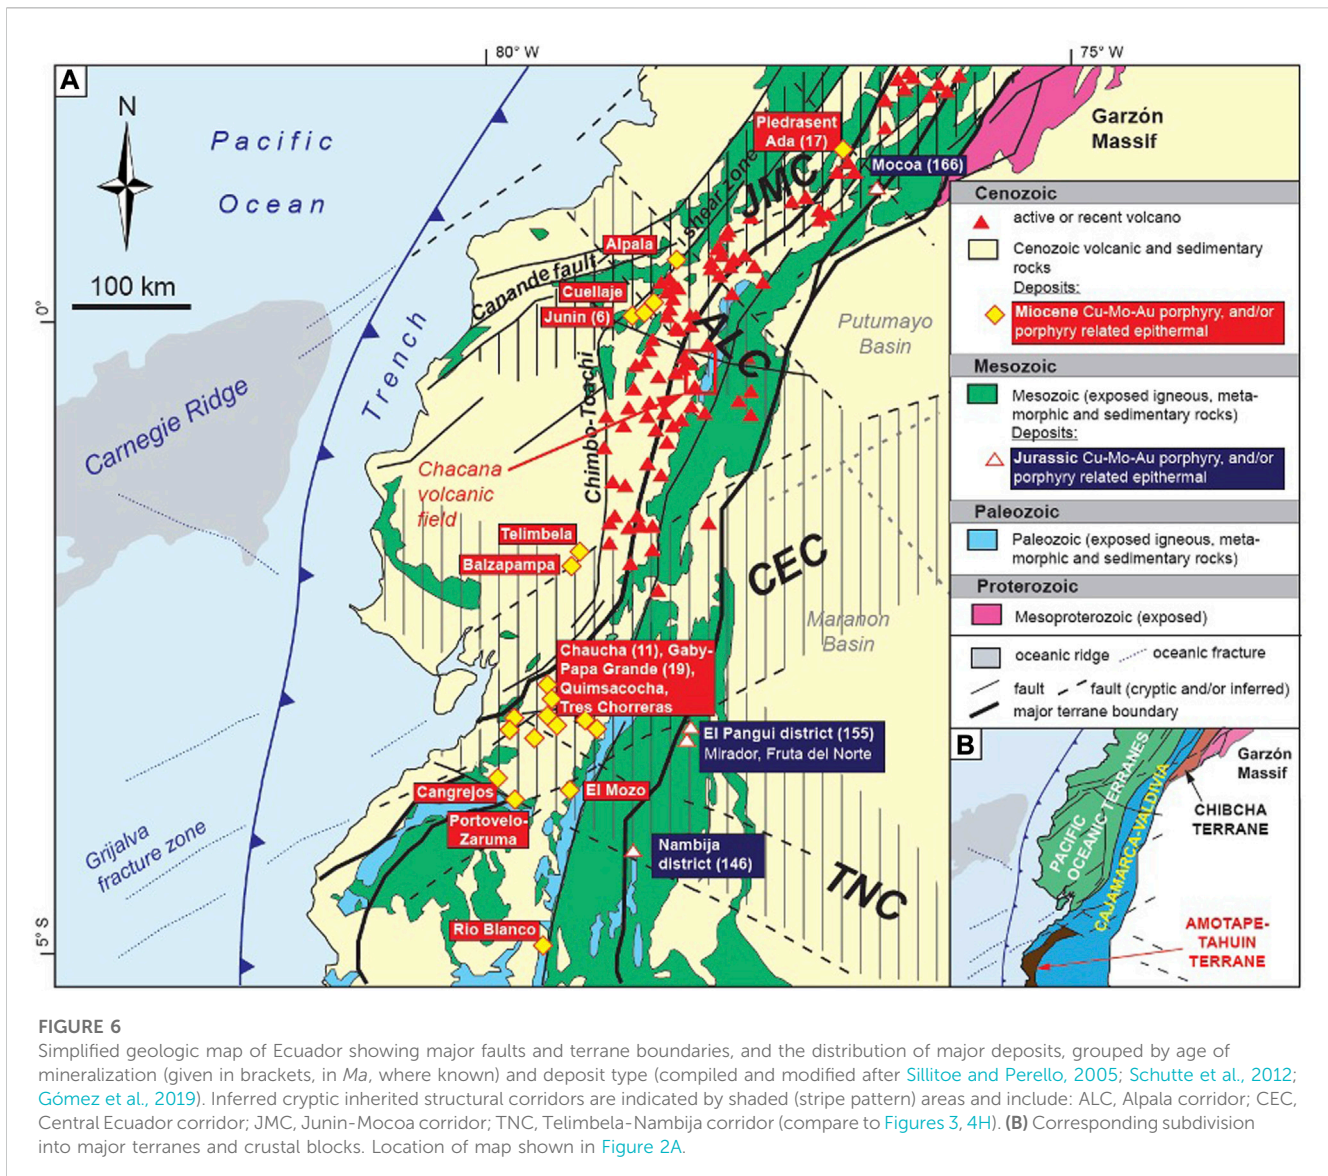 80° W
75° W
A
N
Pacific
Ocean
100 km
0°
5° S
Carnegie Ridge
Trench
Grijalva
fracture zone
Garzón
Massif
Piedrasent
Ada (17)
Mocoa (166)
JMC
shear zone
Alpala
Canande fault
Cuellaje
Junin (6)
ALC
Putumayo
Basin
Chimbo-Toachi
Chacana
volcanic
field
Telimbela
Balzapampa
CEC
Maranon
Basin
Chaucha (11), Gaby-
Papa Grande (19),
Quimsacocha,
Tres Chorreras
El Pangui district (155)
Mirador, Fruta del Norte
Cangrejos
El Mozo
Portovelo-
Zaruma
Nambija
district (146)
TNC
Rio Blanco
Cenozoic
active or recent volcano
Cenozoic volcanic and sedimentary
rocks
Deposits:
Miocene Cu-Mo-Au porphyry, and/or
porphyry related epithermal
Mesozoic
Mesozoic (exposed igneous, meta-
morphic and sedimentary rocks)
Deposits:
Jurassic Cu-Mo-Au porphyry, and/or
porphyry related epithermal
Paleozoic
Paleozoic (exposed igneous, meta-
morphic and sedimentary rocks)
Proterozoic
Mesoproterozoic (exposed)
oceanic ridge
oceanic fracture
fault
fault (cryptic and/or inferred)
major terrane boundary
B
Garzón
Massif
PACIFIC
OCEANIC TERRANES
CAJAMARCA-VALDIVIA
CHIBCHA
TERRANE
AMOTAPE-
TAHUIN
TERRANE
FIGURE 6
Simplified geologic map of Ecuador showing major faults and terrane boundaries, and the distribution of major deposits, grouped by age of
mineralization (given in brackets, in Ma, where known) and deposit type (compiled and modified after Sillitoe and Perello, 2005; Schutte et al., 2012;
Gómez et al., 2019). Inferred cryptic inherited structural corridors are indicated by shaded (stripe pattern) areas and include: ALC, Alpala corridor; CEC,
Central Ecuador corridor; JMC, Junin-Mocoa corridor; TNC, Telimbela-Nambija corridor (compare to Figures 3, 4H). (B) Corresponding subdivision
into major terranes and crustal blocks. Location of map shown in Figure 2A.